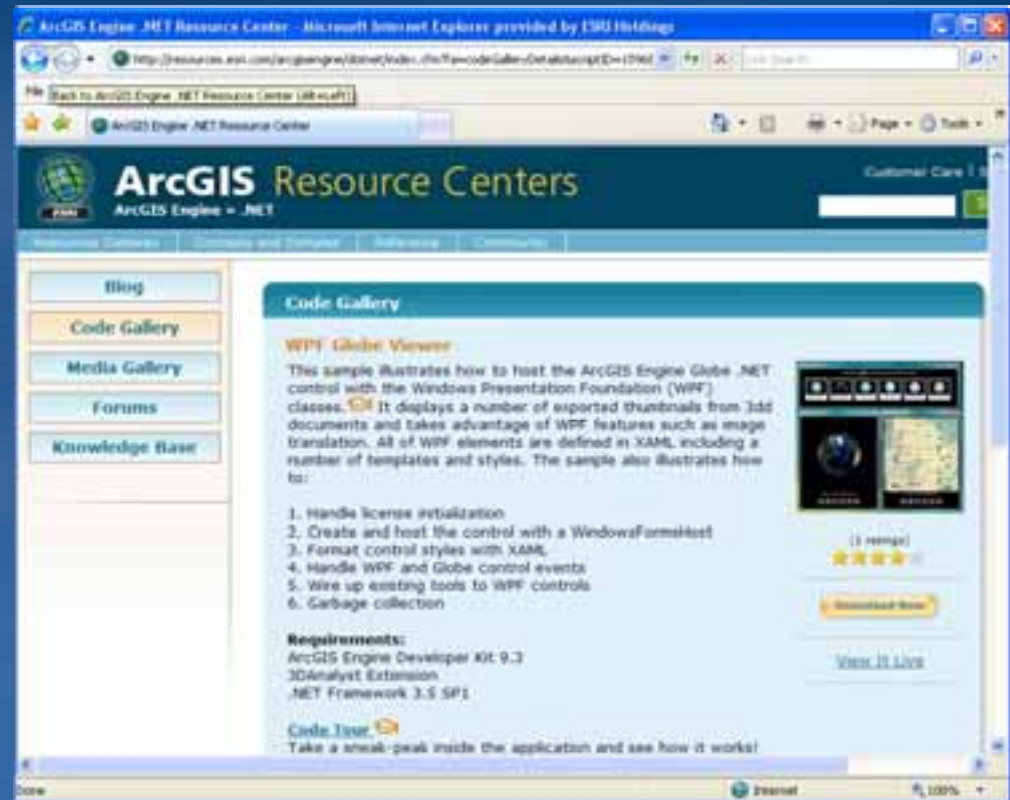 ArcGIS Engine .NET Resource Center - Microsoft Internet Explorer provided by ESRI Holdings
Back to ArcGIS Engine .NET Resource Center (Alt+Left)
ArcGIS Engine .NET Resource Center
Page
Tools
ArcGIS Resource Centers
ESRI
ArcGIS Engine - .NET
Customer Care
Reference
Community
Blog
Code Gallery
Media Gallery
Forums
Knowledge Base
Code Gallery
WPF Globe Viewer
This sample illustrates how to host the ArcGIS Engine Globe .NET
control with the Windows Presentation Foundation (WPF)
classes. It displays a number of exported thumbnails from 3dd
documents and takes advantage of WPF features such as image
translation. All of WPF elements are defined in XAML including a
number of templates and styles. The sample also illustrates how
to:
1. Handle license initialization
2. Create and host the control with a WindowsFormsHost
3. Format control styles with XAML
4. Handle WPF and Globe control events
5. Wire up existing tools to WPF controls
6. Garbage collection
Requirements:
ArcGIS Engine Developer Kit 9.3
3DAnalyst Extension
.NET Framework 3.5 SP1
Code Tour
Take a sneak-peak inside the application and see how it works!
Download Now
View It Live
Done
Internet
100%